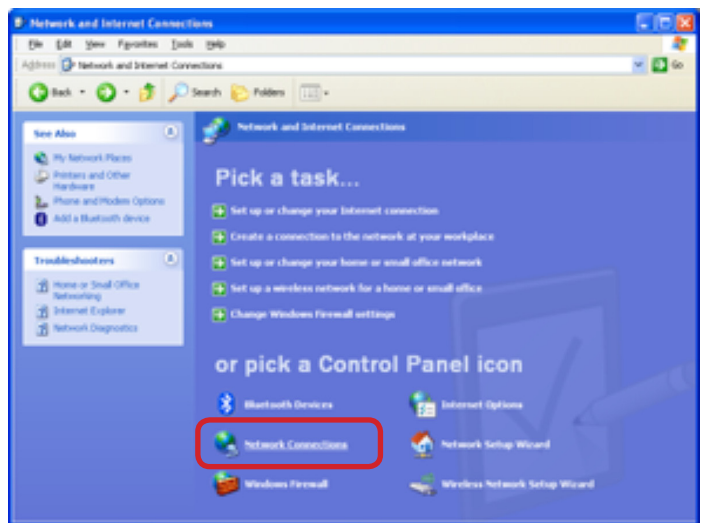 Network and Internet Connections
File Edit View Favorites Tools Help
Address Network and Internet Connections Go
Back Search Folders
See Also
My Network Places
Printers and Other
Hardware
Phone and Modem Options
Add a Bluetooth device
Troubleshooters
Home or Small Office
Networking
Internet Explorer
Network Diagnostics
Network and Internet Connections
Pick a task...
Set up or change your Internet connection
Create a connection to the network at your workplace
Set up or change your home or small office network
Set up a wireless network for a home or small office
Change Windows Firewall settings
or pick a Control Panel icon
Bluetooth Devices Internet Options
Network Connections Network Setup Wizard
Windows Firewall Wireless Network Setup Wizard